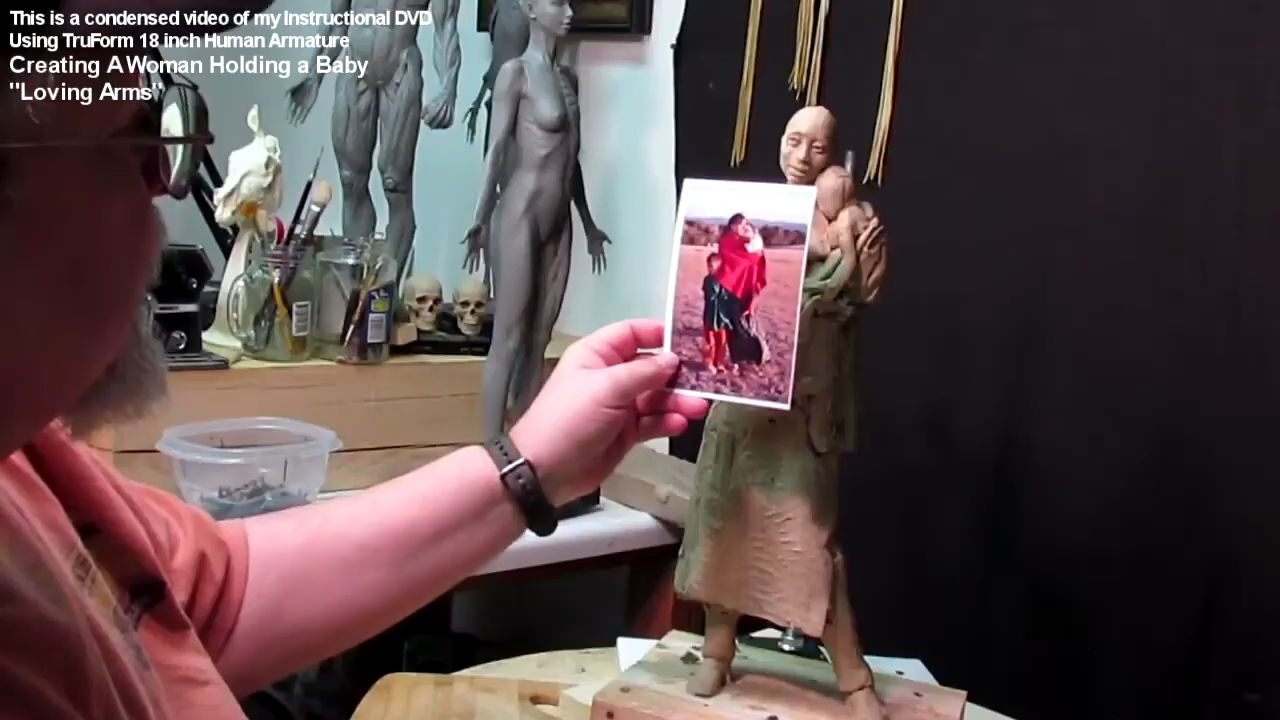 This is a condensed video of my Instructional DVD
Using TruForm 18 inch Human Armature
Creating A Woman Holding a Baby
"Loving Arms"